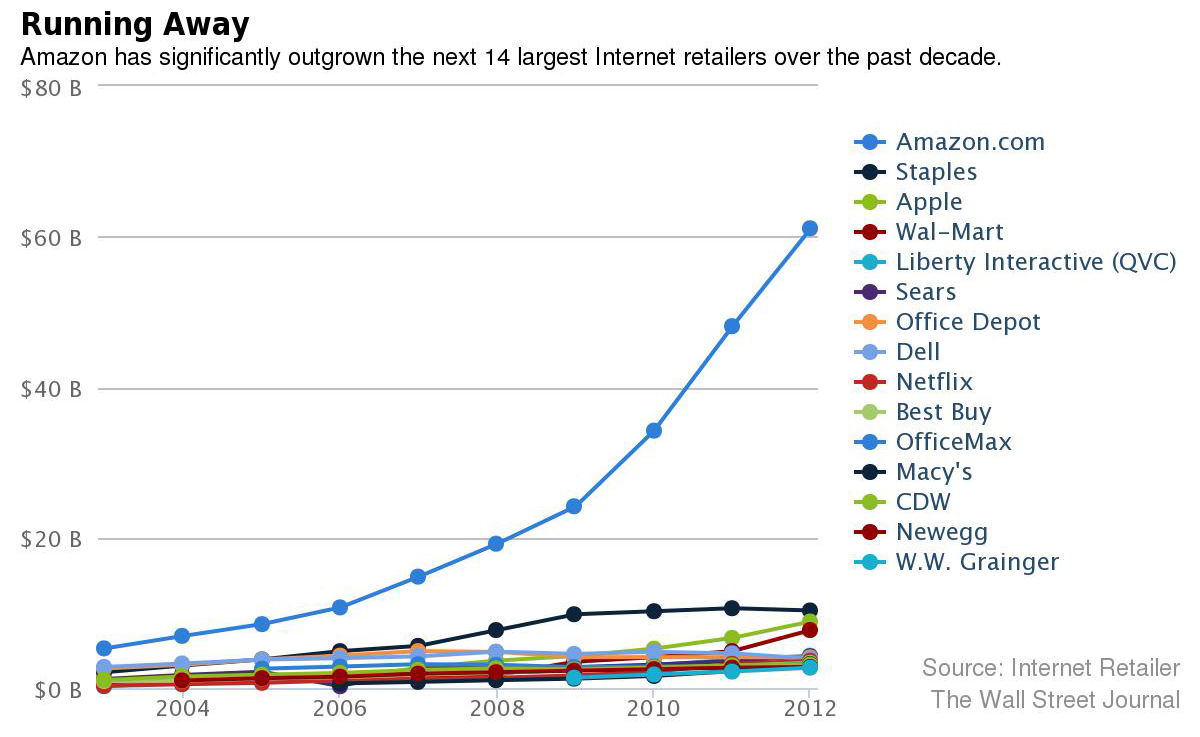 Running Away
Amazon has significantly outgrown the next 14 largest Internet retailers over the past decade.
$80 B
$60 B
$40 B
$20 B
$0 B
2004
2006
2008
2010
2012
Amazon.com
Staples
Apple
Wal-Mart
Liberty Interactive (QVC)
Sears
Office Depot
Dell
Netflix
Best Buy
OfficeMax
Macy's
CDW
Newegg
W.W. Grainger
Source: Internet Retailer
The Wall Street Journal